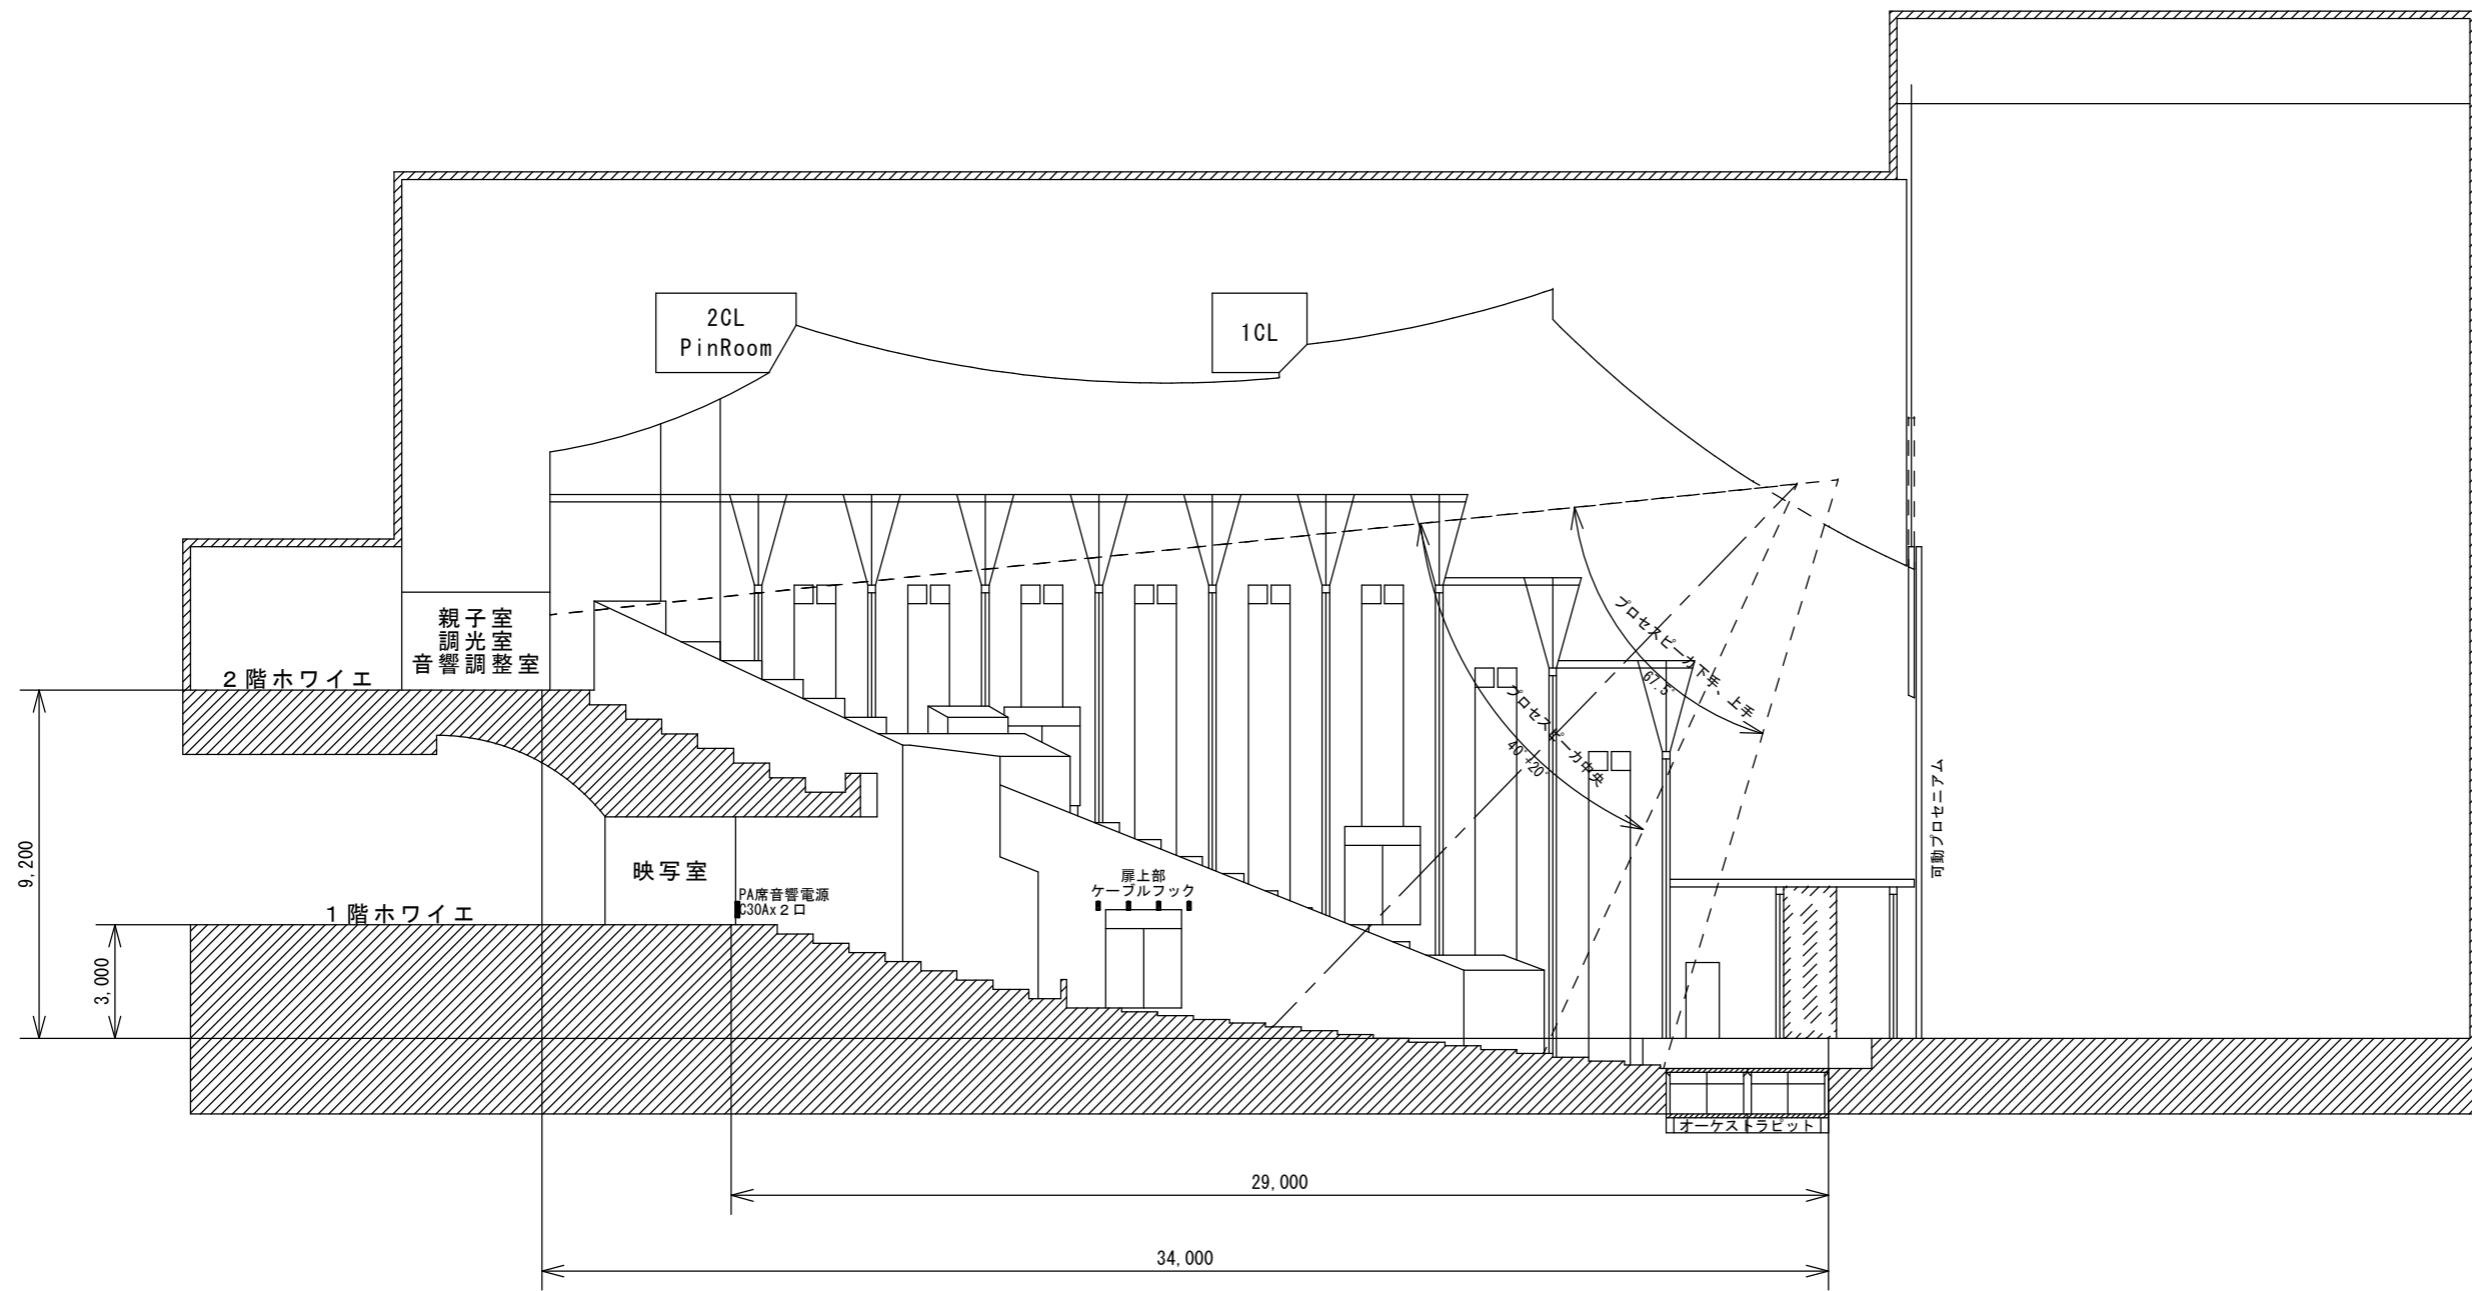 2CL
PinRoom
1CL
親子室
調光室
音響調整室
2階ホワイエ
プロセスピーカ下手、上手
67.5°
プロセスピーカ中央
40°+20°
可動プロセニアム
9,200
映写室
PA席音響電源
C30Ax2口
扉上部
ケーブルフック
1階ホワイエ
3,000
オーケストラピット
29,000
34,000